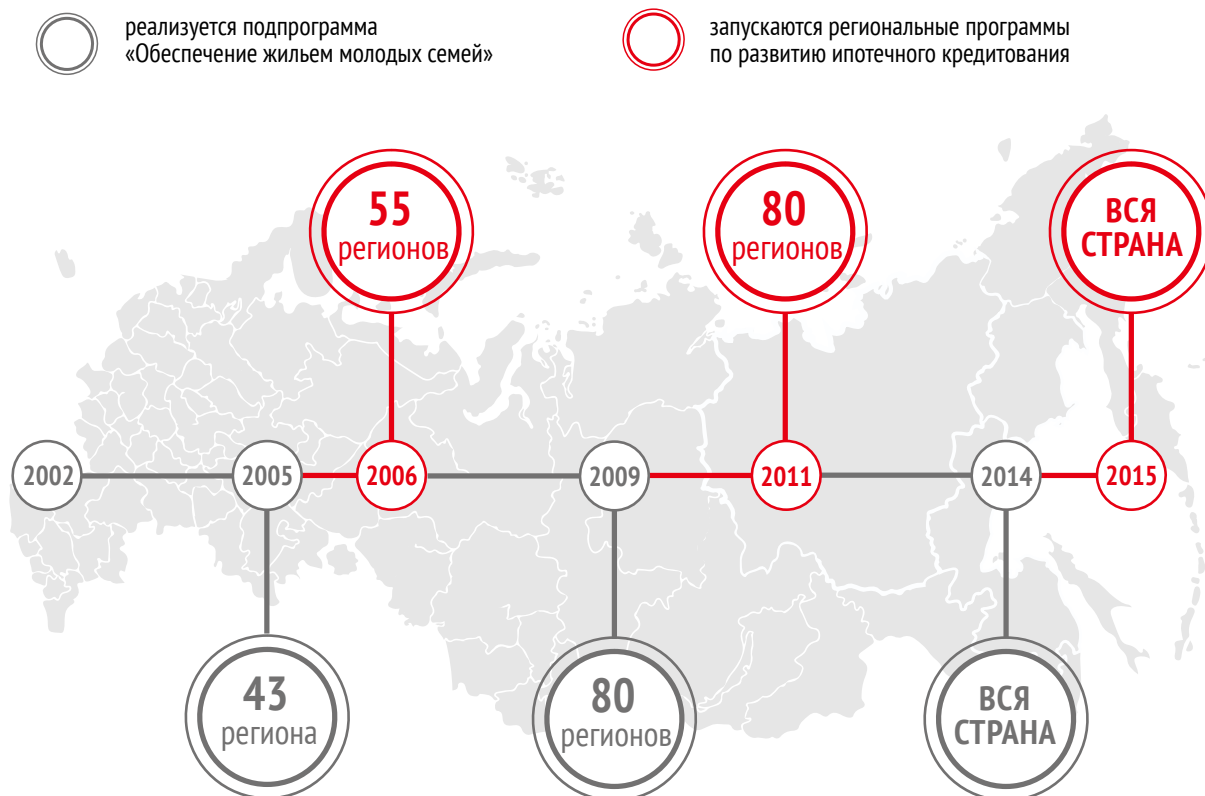 реализуется подпрограмма
«Обеспечение жильем молодых семей»
запускаются региональные программы
по развитию ипотечного кредитования
55
регионов
80
регионов
ВСЯ
СТРАНА
2002
2005
2006
2009
2011
2014
2015
43
региона
80
регионов
ВСЯ
СТРАНА